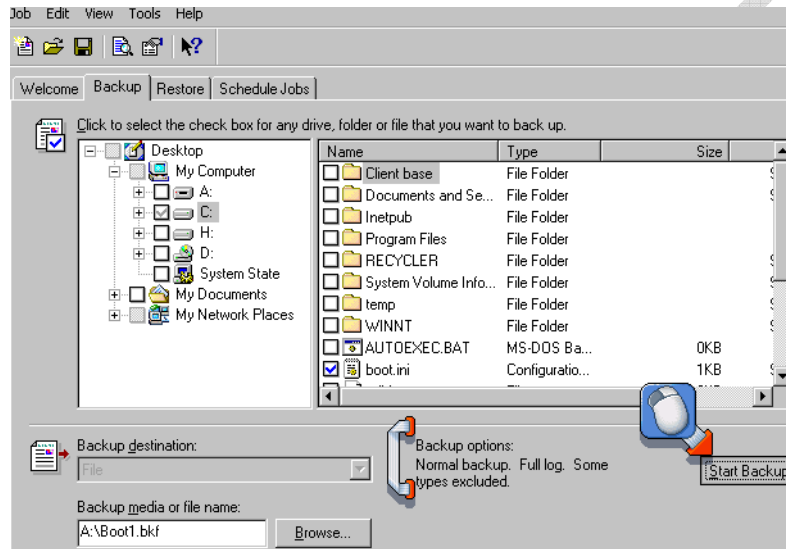 Job Edit View Tools Help
Welcome Backup Restore Schedule Jobs
Click to select the check box for any drive, folder or file that you want to back up.
Desktop
My Computer
A:
C:
H:
D:
System State
My Documents
My Network Places
Name Type Size
Client base File Folder
Documents and Se... File Folder
Inetpub File Folder
Program Files File Folder
RECYCLER File Folder
System Volume Info... File Folder
temp File Folder
WINNT File Folder
AUTOEXEC.BAT MS-DOS Ba... 0KB
boot.ini Configuratio... 1KB
Backup destination:
File
Backup media or file name:
A:\Boot1.bkf
Browse...
Backup options:
Normal backup. Full log. Some
types excluded.
Start Backup